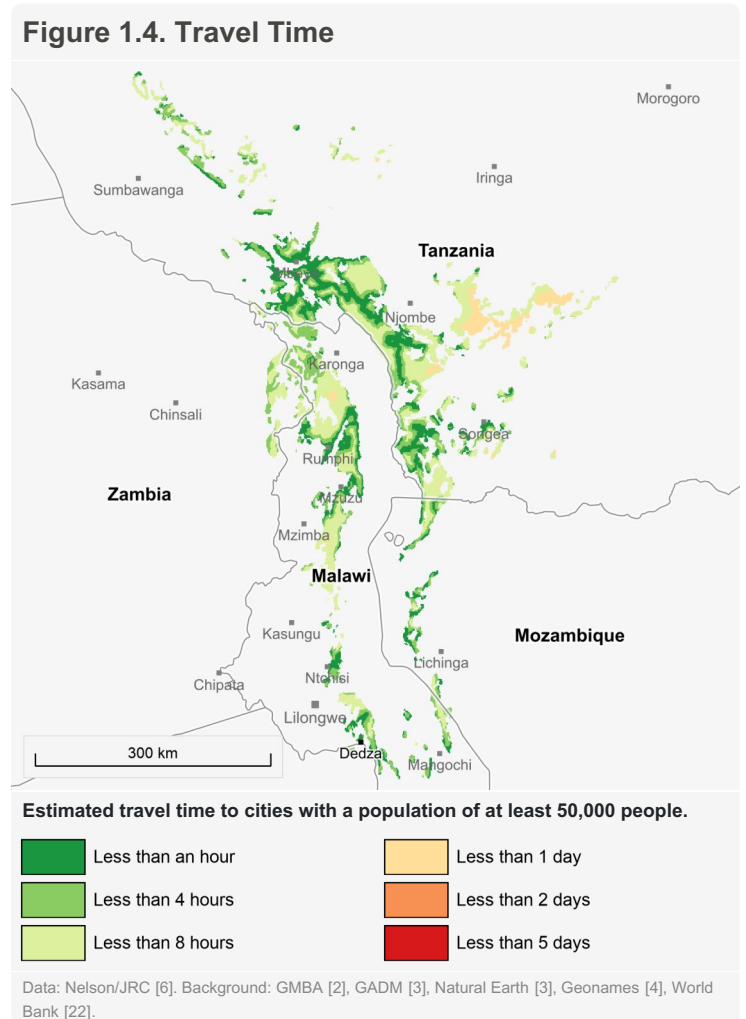 Figure 1.4. Travel Time
Morogoro
Iringa
Sumbawanga
Tanzania
Mbeya
Njombe
Karonga
Kasama
Chinsali
Songea
Rumphi
Zambia
Mzuzu
Mzimba
Malawi
Kasungu
Mozambique
Lichinga
Ntchisi
Chipata
Lilongwe
300 km
Dedza
Mangochi
Estimated travel time to cities with a population of at least 50,000 people.
Less than an hour
Less than 1 day
Less than 4 hours
Less than 2 days
Less than 8 hours
Less than 5 days
Data: Nelson/JRC [6]. Background: GMBA [2], GADM [3], Natural Earth [3], Geonames [4], World
Bank [22].